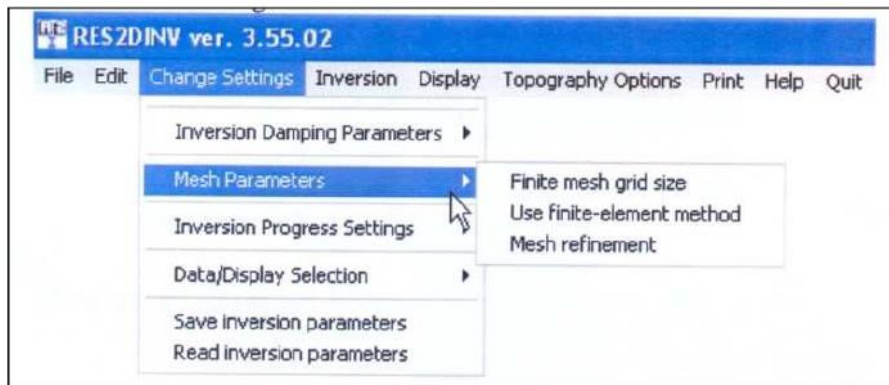 RES2DINV ver. 3.55.02
File Edit Change Settings Inversion Display Topography Options Print Help Quit
Inversion Damping Parameters
Mesh Parameters
Finite mesh grid size
Use finite-element method
Mesh refinement
Inversion Progress Settings
Data/Display Selection
Save inversion parameters
Read inversion parameters